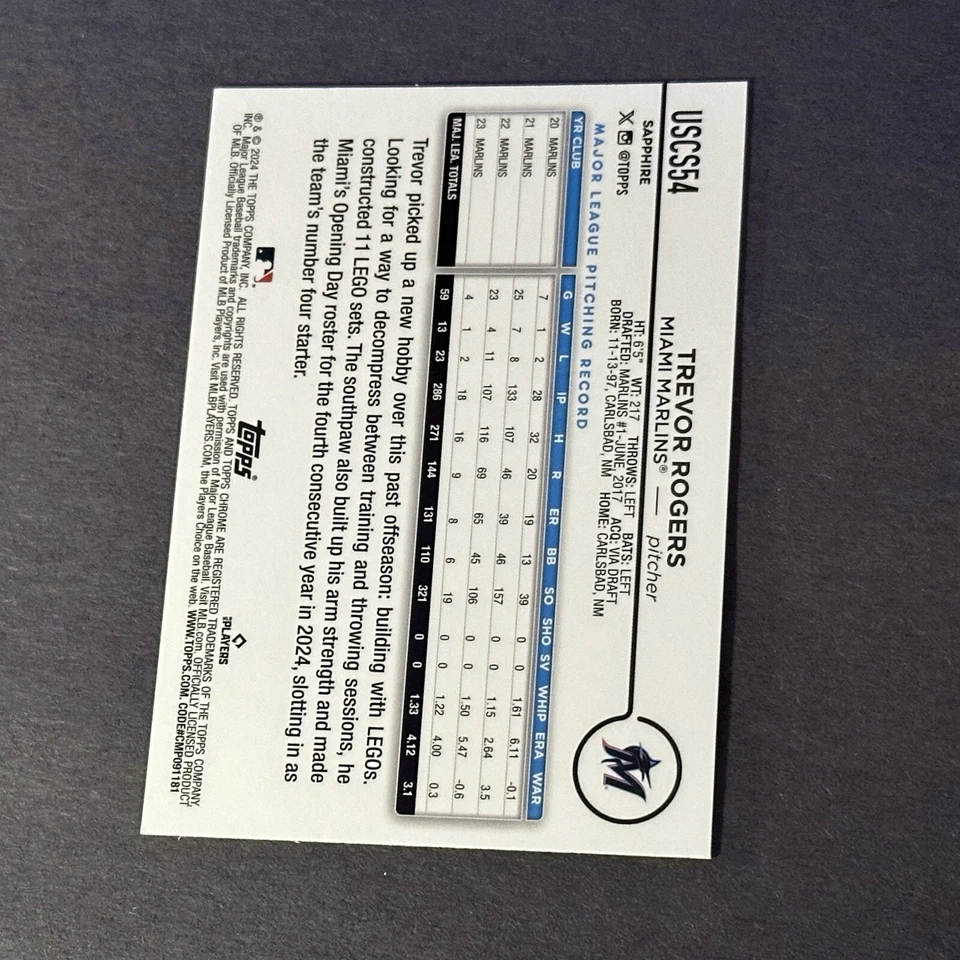 USCS54
SAPPHIRE
@TOPPS
TREVOR ROGERS
MIAMI MARLINS® — pitcher
HT: 6'5" WT: 217 THROWS: LEFT BATS: LEFT
DRAFTED: MARLINS #1-JUNE, 2017 ACQ: VIA DRAFT
BORN: 11-13-97, CARLSBAD, NM HOME: CARLSBAD, NM
M
MAJOR LEAGUE PITCHING RECORD
YR CLUB G W L IP H R ER BB SO SHO SV WHIP ERA WAR
20 MARLINS 7 1 2 28 32 20 19 13 39 0 0 1.61 6.11 -0.1
21 MARLINS 25 7 8 133 107 46 39 46 157 0 0 1.15 2.64 3.5
22 MARLINS 23 4 11 107 116 69 65 45 106 0 0 1.50 5.47 -0.6
23 MARLINS 4 1 2 18 16 9 8 6 19 0 0 1.22 4.00 0.3
MAJ. LEA. TOTALS 59 13 23 286 271 144 131 110 321 0 0 1.33 4.12 3.1
Trevor picked up a new hobby over this past offseason: building with LEGOs.
Looking for a way to decompress between training and throwing sessions, he
constructed 11 LEGO sets. The southpaw also built up his arm strength and made
Miami's Opening Day roster for the fourth consecutive year in 2024, slotting in as
the team's number four starter.
topps®
PLAYERS
® & © 2024 THE TOPPS COMPANY, INC. ALL RIGHTS RESERVED. TOPPS AND TOPPS CHROME ARE REGISTERED TRADEMARKS OF THE TOPPS COMPANY,
INC. Major League Baseball trademarks and copyrights are used with permission of Major League Baseball. Visit MLB.com. OFFICIALLY LICENSED PRODUCT
OF MLB. Officially Licensed Product of MLB Players, Inc. Visit MLBPLAYERS.COM, the Players Choice on the web. WWW.TOPPS.COM. CODE#CMP091181